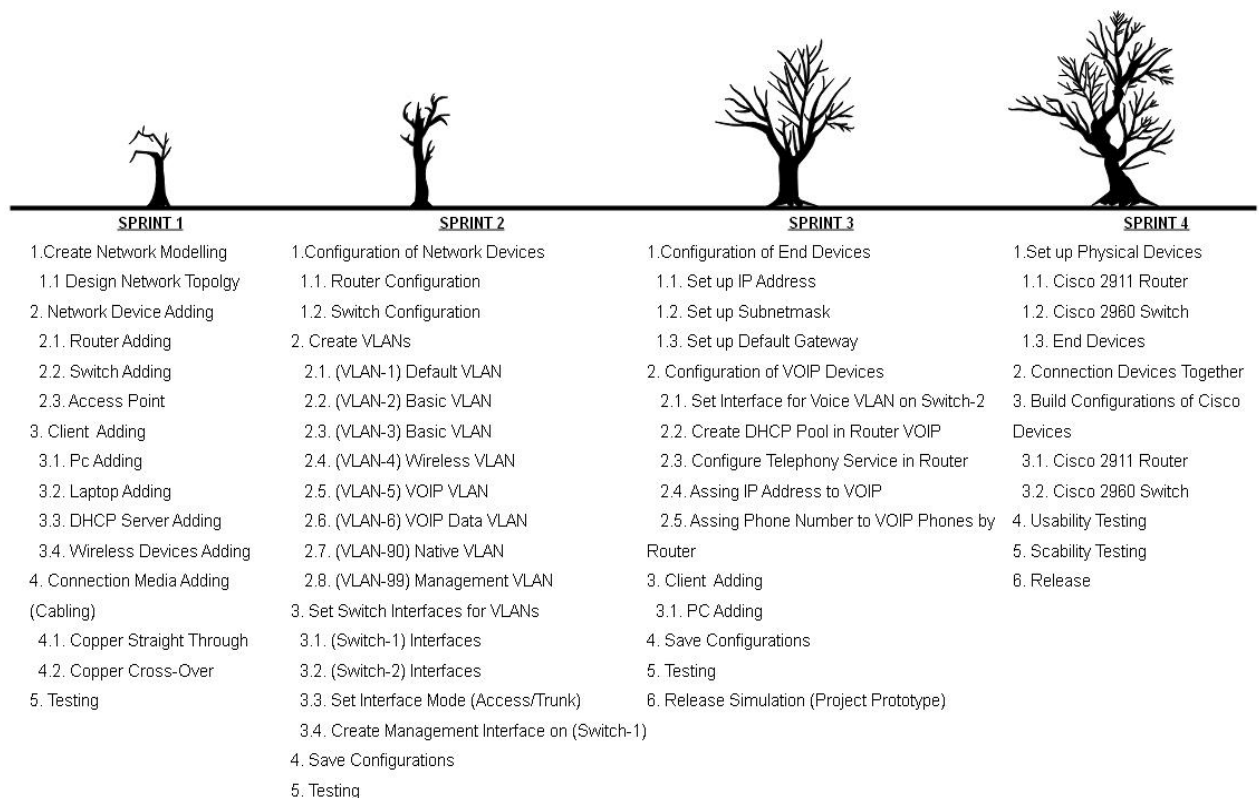 SPRINT 1
1.Create Network Modelling
1.1 Design Network Topolgy
2. Network Device Adding
2.1. Router Adding
2.2. Switch Adding
2.3. Access Point
3. Client Adding
3.1. Pc Adding
3.2. Laptop Adding
3.3. DHCP Server Adding
3.4. Wireless Devices Adding
4. Connection Media Adding
(Cabling)
4.1. Copper Straight Through
4.2. Copper Cross-Over
5. Testing
SPRINT 2
1.Configuration of Network Devices
1.1. Router Configuration
1.2. Switch Configuration
2. Create VLANs
2.1. (VLAN-1) Default VLAN
2.2. (VLAN-2) Basic VLAN
2.3. (VLAN-3) Basic VLAN
2.4. (VLAN-4) Wireless VLAN
2.5. (VLAN-5) VOIP VLAN
2.6. (VLAN-6) VOIP Data VLAN
2.7. (VLAN-90) Native VLAN
2.8. (VLAN-99) Management VLAN
3. Set Switch Interfaces for VLANs
3.1. (Switch-1) Interfaces
3.2. (Switch-2) Interfaces
3.3. Set Interface Mode (Access/Trunk)
3.4. Create Management Interface on (Switch-1)
4. Save Configurations
5. Testing
SPRINT 3
1.Configuration of End Devices
1.1. Set up IP Address
1.2. Set up Subnetmask
1.3. Set up Default Gateway
2. Configuration of VOIP Devices
2.1. Set Interface for Voice VLAN on Switch-2
2.2. Create DHCP Pool in Router VOIP
2.3. Configure Telephony Service in Router
2.4. Assing IP Address to VOIP
2.5. Assing Phone Number to VOIP Phones by
Router
3. Client Adding
3.1. PC Adding
4. Save Configurations
5. Testing
6. Release Simulation (Project Prototype)
SPRINT 4
1.Set up Physical Devices
1.1. Cisco 2911 Router
1.2. Cisco 2960 Switch
1.3. End Devices
2. Connection Devices Together
3. Build Configurations of Cisco
Devices
3.1. Cisco 2911 Router
3.2. Cisco 2960 Switch
4. Usability Testing
5. Scability Testing
6. Release